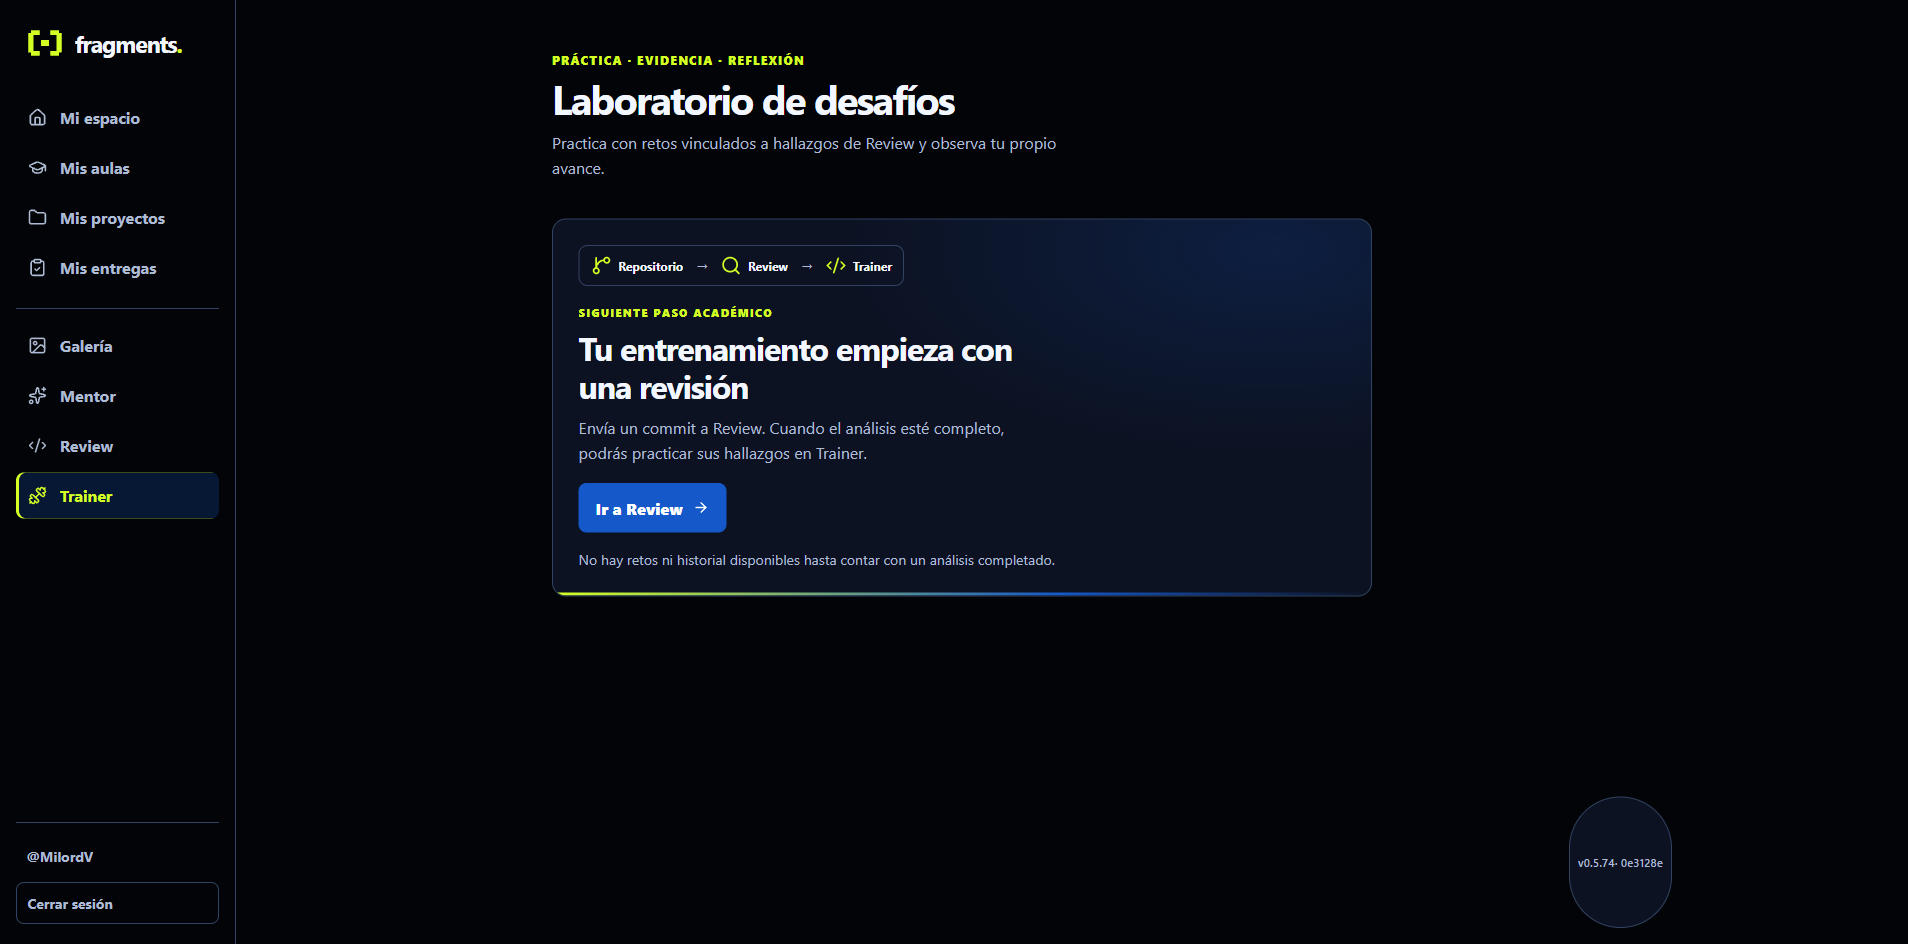 fragments.
Mi espacio
Mis aulas
Mis proyectos
Mis entregas
Galería
Mentor
Review
Trainer
@MilordV
Cerrar sesión
PRÁCTICA · EVIDENCIA · REFLEXIÓN
Laboratorio de desafíos
Practica con retos vinculados a hallazgos de Review y observa tu propio
avance.
Repositorio → Review → Trainer
SIGUIENTE PASO ACADÉMICO
Tu entrenamiento empieza con
una revisión
Envía un commit a Review. Cuando el análisis esté completo,
podrás practicar sus hallazgos en Trainer.
Ir a Review →
No hay retos ni historial disponibles hasta contar con un análisis completado.
v0.5.74· 0e3128e